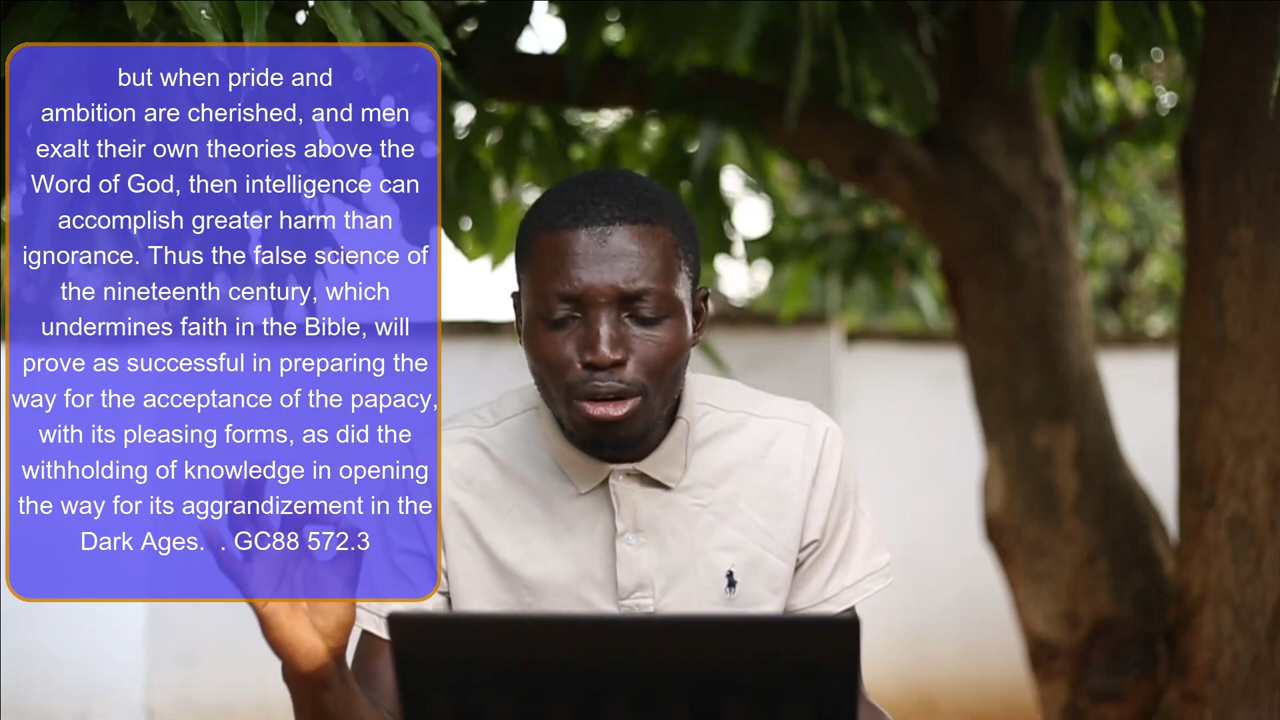 but when pride and
ambition are cherished, and men
exalt their own theories above the
Word of God, then intelligence can
accomplish greater harm than
ignorance. Thus the false science of
the nineteenth century, which
undermines faith in the Bible, will
prove as successful in preparing the
way for the acceptance of the papacy,
with its pleasing forms, as did the
withholding of knowledge in opening
the way for its aggrandizement in the
Dark Ages.  . GC88 572.3